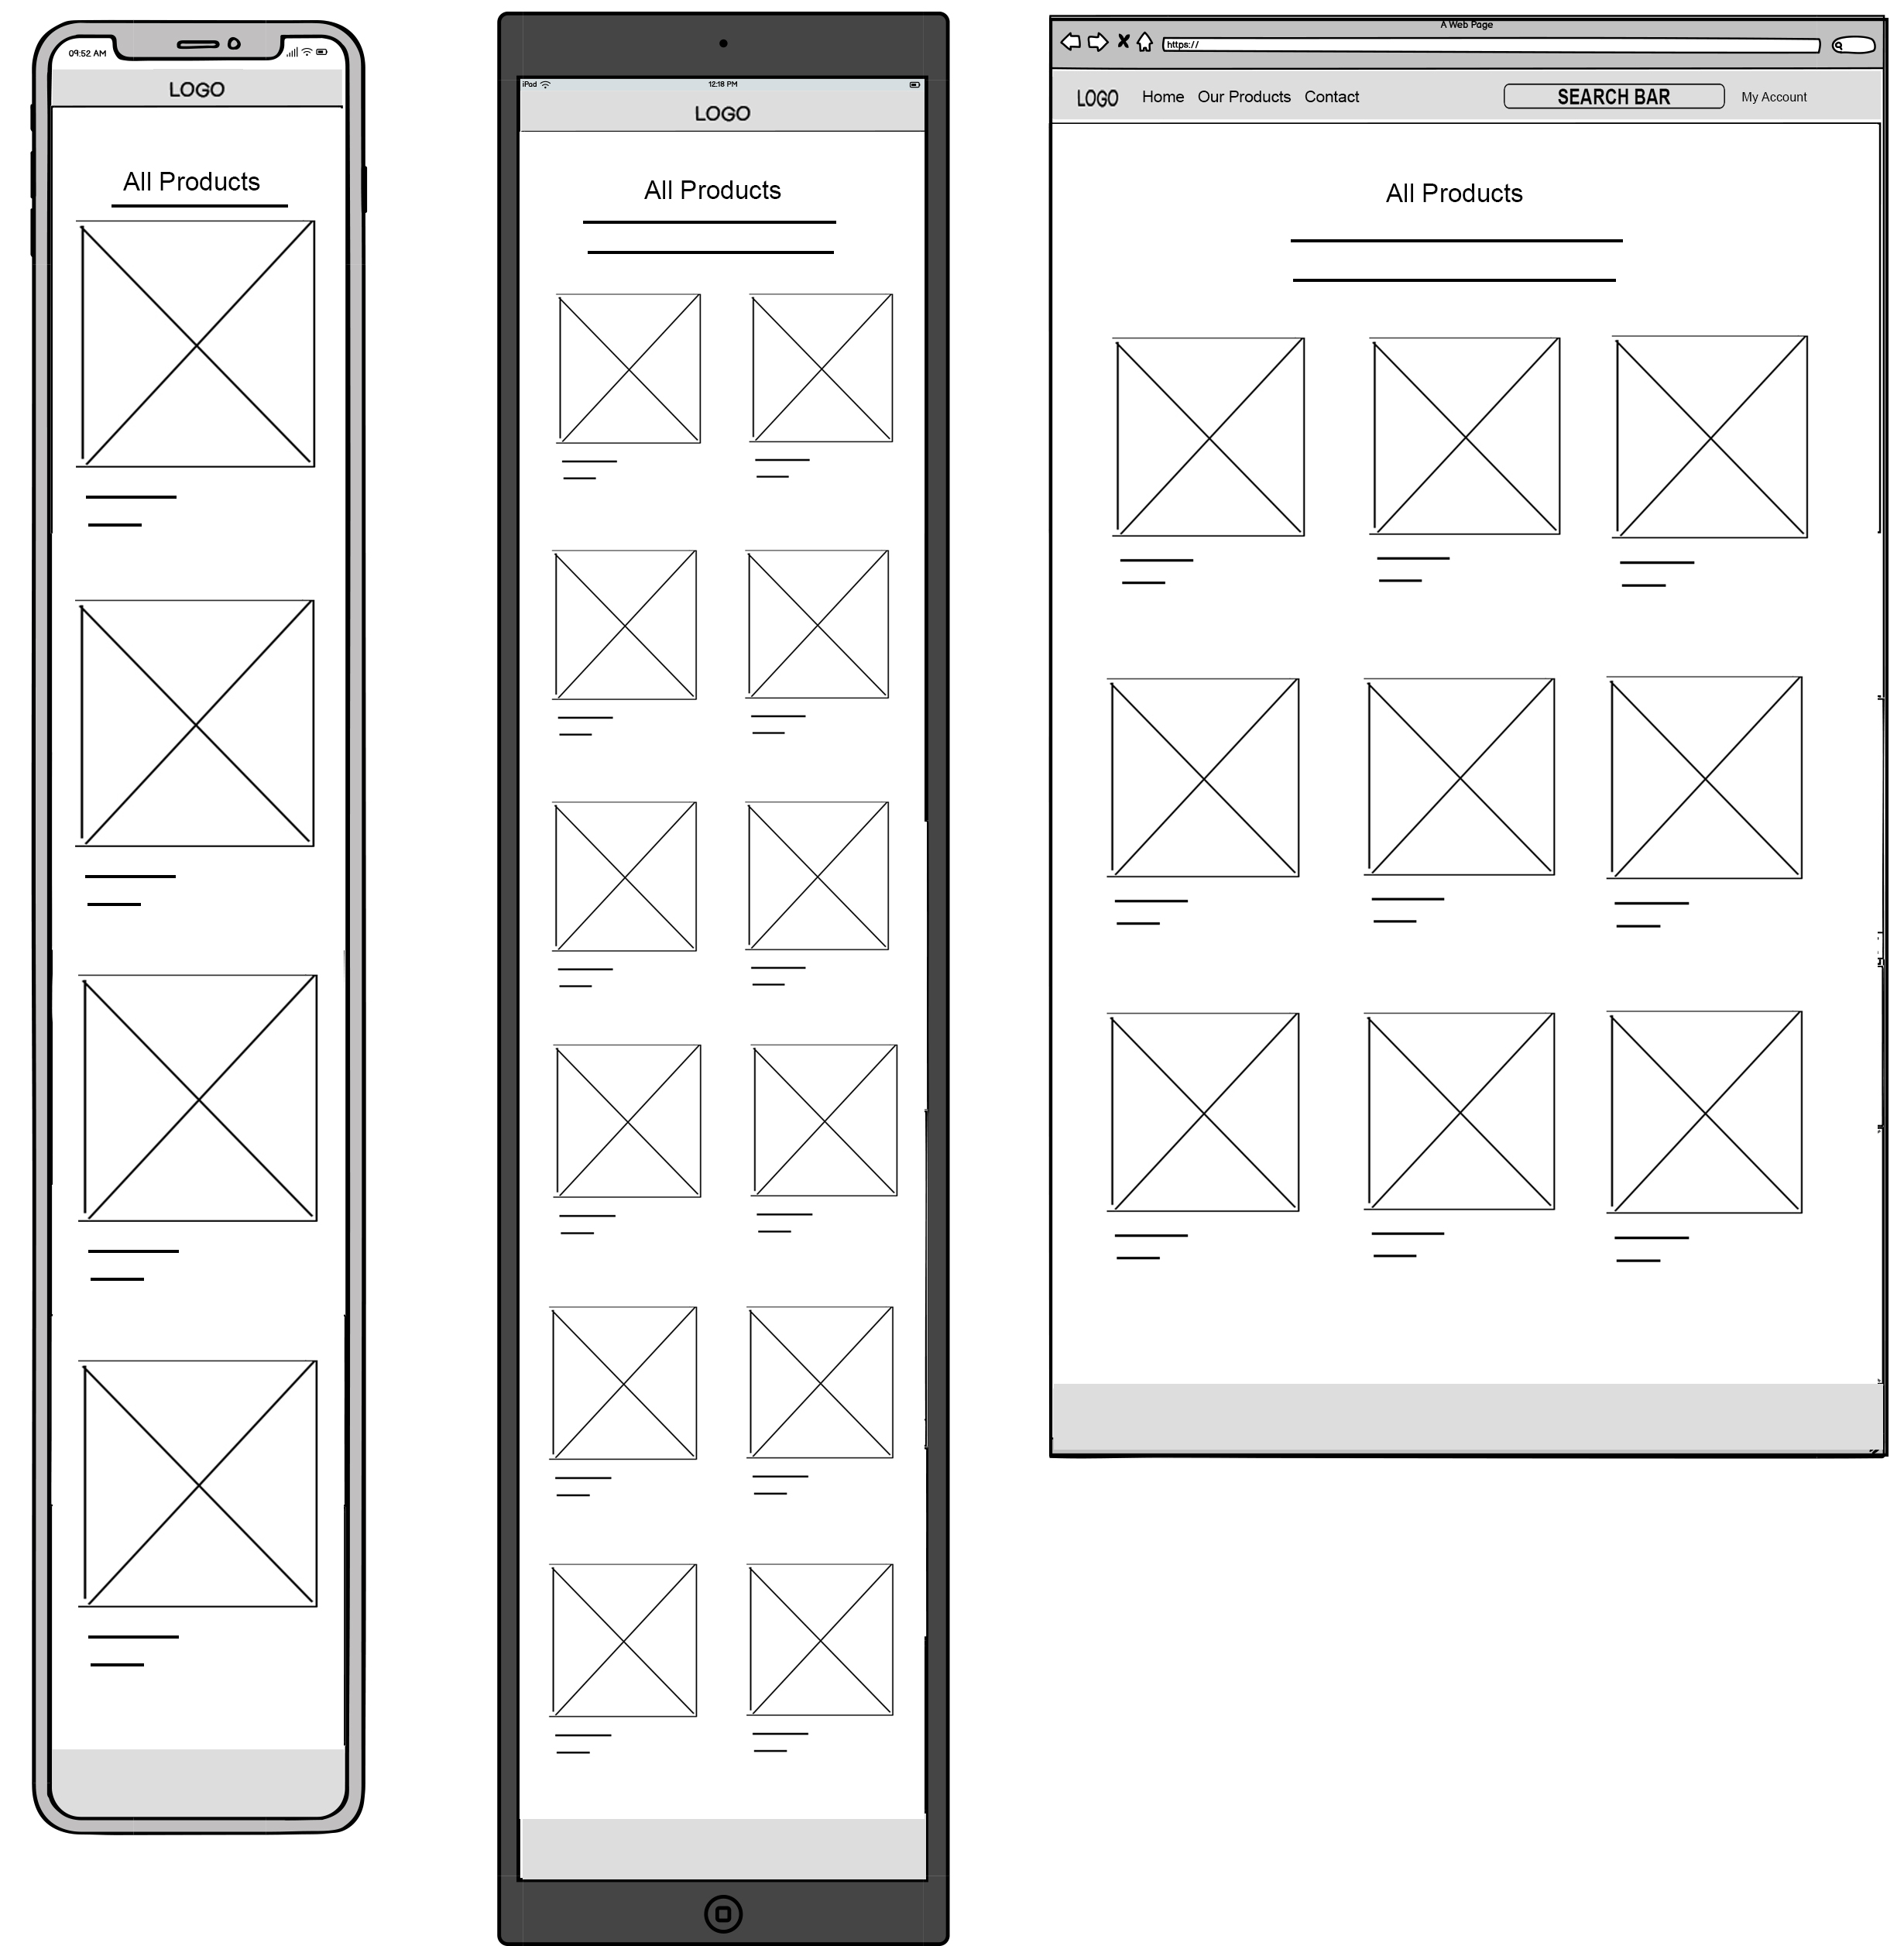 09:52 AM
LOGO
All Products
iPad
12:18 PM
LOGO
All Products
A Web Page
https://
LOGO Home Our Products Contact SEARCH BAR My Account
All Products